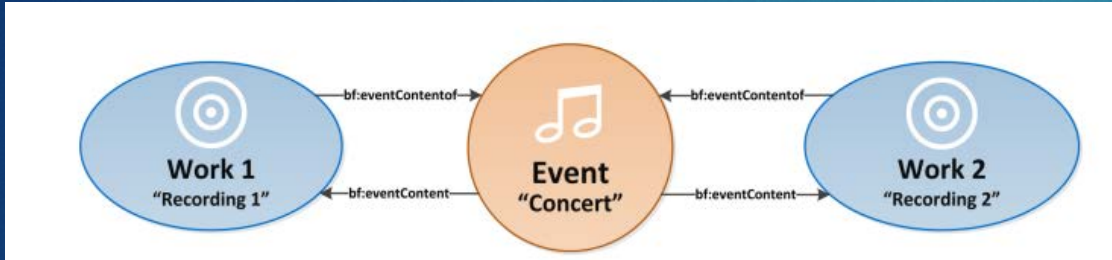 bf:eventContentof
bf:eventContentof
Work 1
"Recording 1"
Event
"Concert"
Work 2
"Recording 2"
bf:eventContent
bf:eventContent